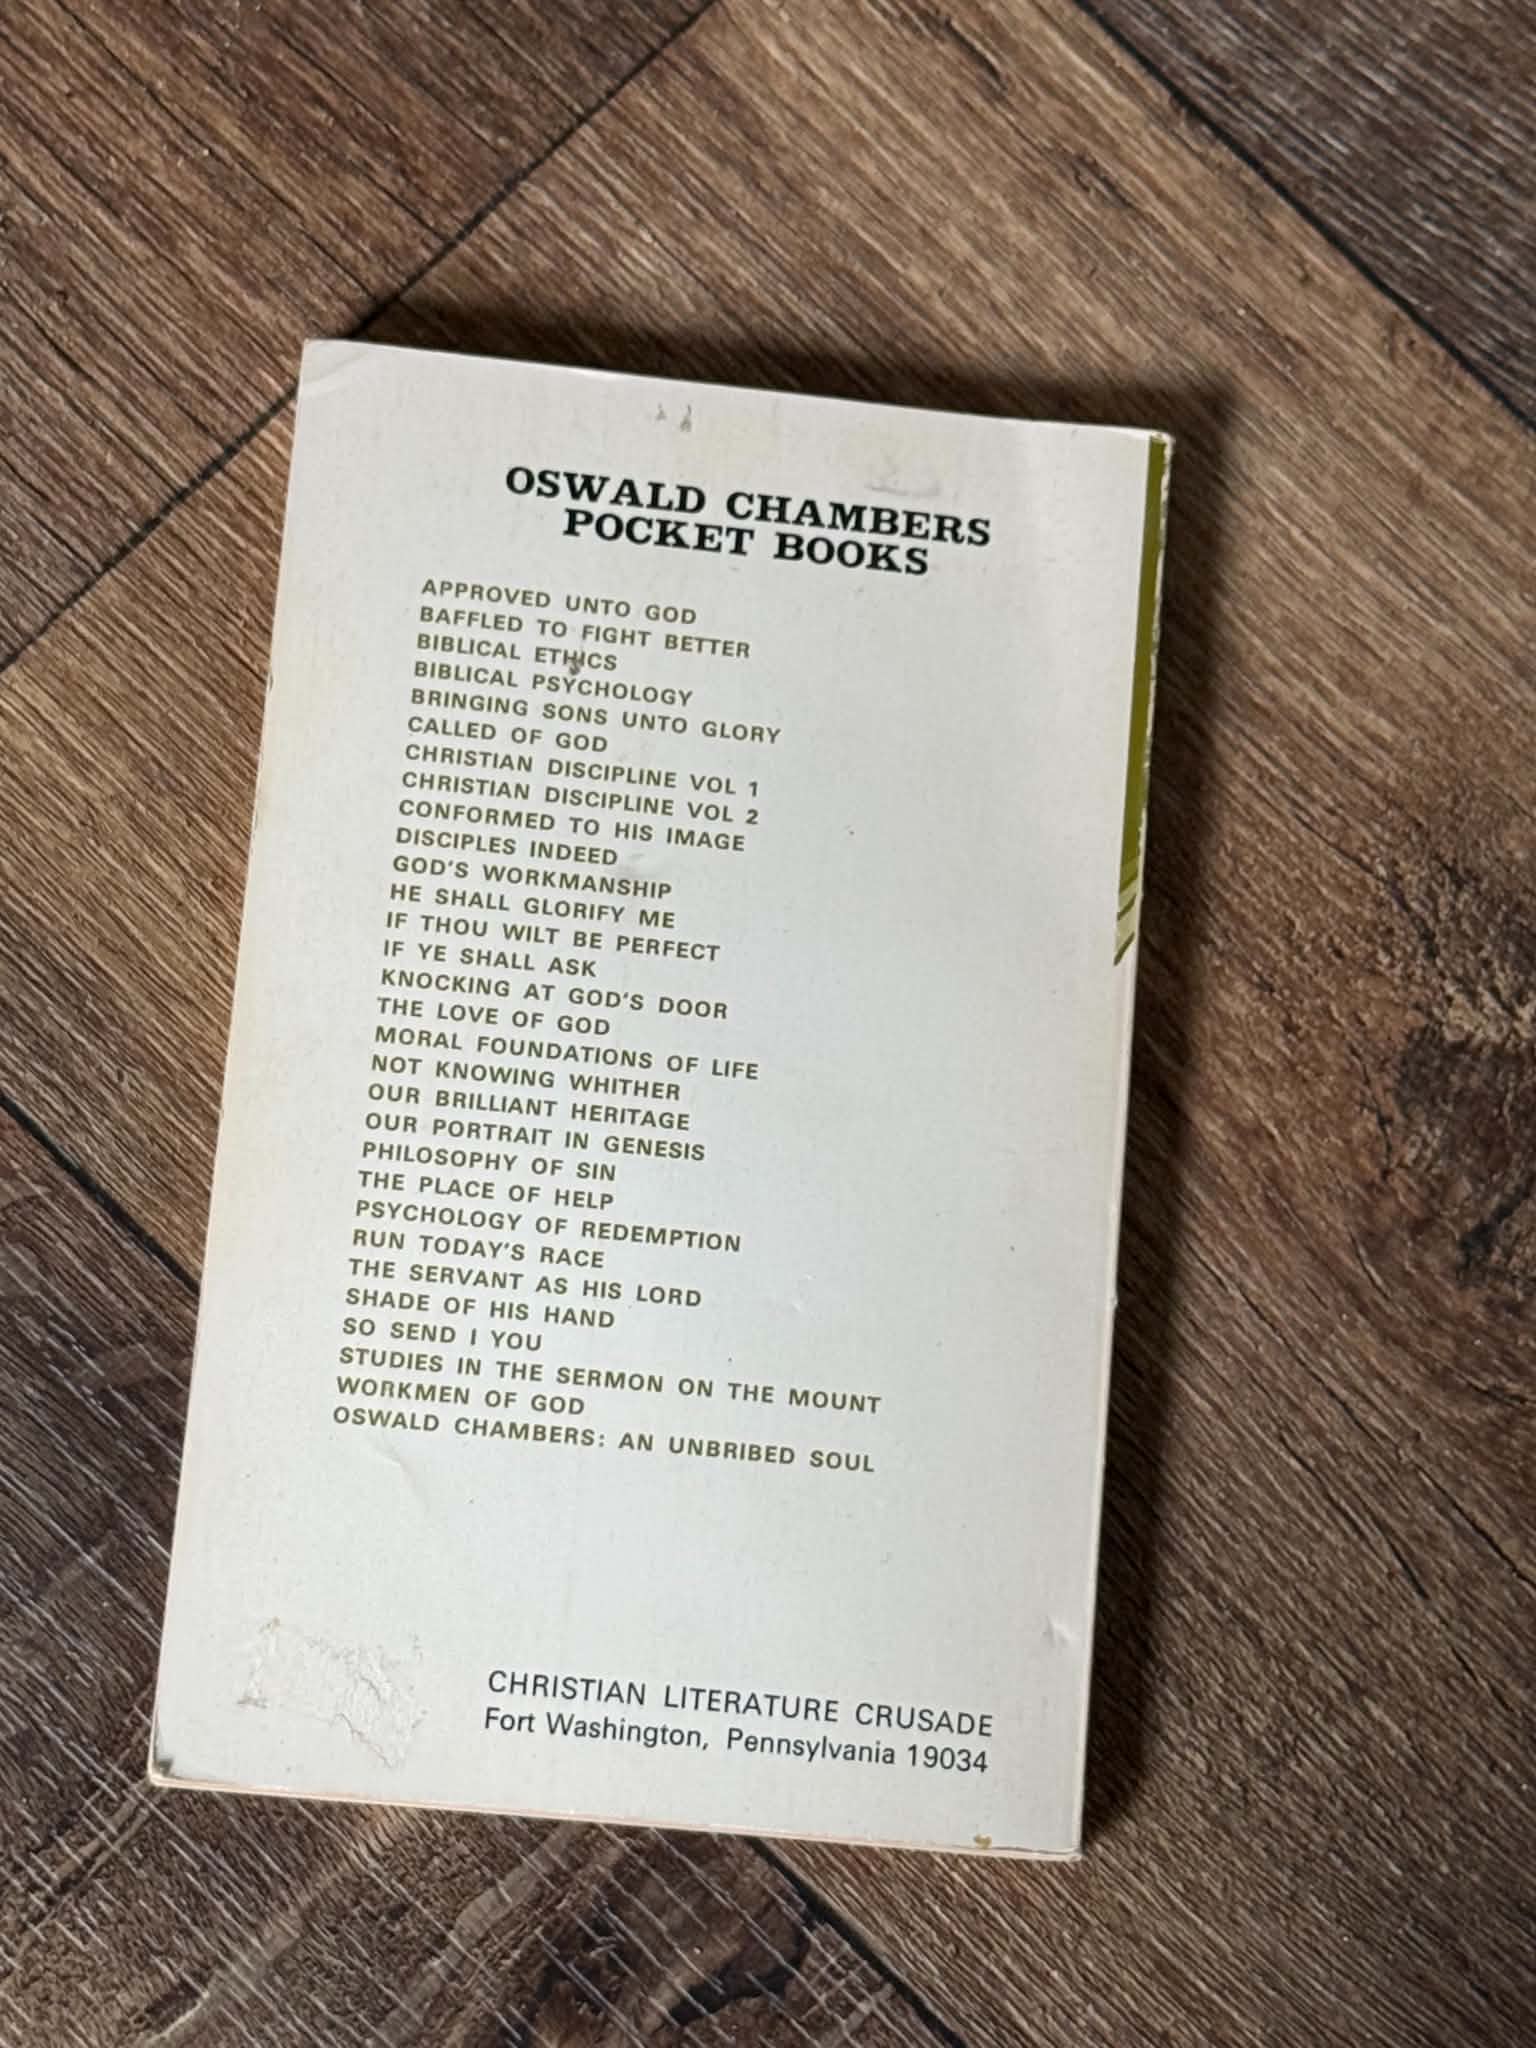 OSWALD CHAMBERS
POCKET BOOKS
APPROVED UNTO GOD
BAFFLED TO FIGHT BETTER
BIBLICAL ETHICS
BIBLICAL PSYCHOLOGY
BRINGING SONS UNTO GLORY
CALLED OF GOD
CHRISTIAN DISCIPLINE VOL 1
CHRISTIAN DISCIPLINE VOL 2
CONFORMED TO HIS IMAGE
DISCIPLES INDEED
GOD'S WORKMANSHIP
HE SHALL GLORIFY ME
IF THOU WILT BE PERFECT
IF YE SHALL ASK
KNOCKING AT GOD'S DOOR
THE LOVE OF GOD
MORAL FOUNDATIONS OF LIFE
NOT KNOWING WHITHER
OUR BRILLIANT HERITAGE
OUR PORTRAIT IN GENESIS
PHILOSOPHY OF SIN
THE PLACE OF HELP
PSYCHOLOGY OF REDEMPTION
RUN TODAY'S RACE
THE SERVANT AS HIS LORD
SHADE OF HIS HAND
SO SEND I YOU
STUDIES IN THE SERMON ON THE MOUNT
WORKMEN OF GOD
OSWALD CHAMBERS: AN UNBRIBED SOUL
CHRISTIAN LITERATURE CRUSADE
Fort Washington, Pennsylvania 19034